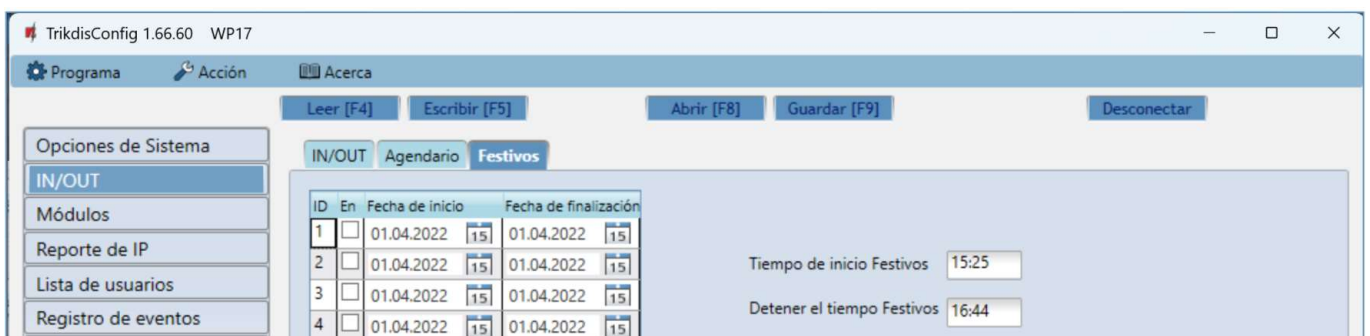 TrikdisConfig 1.66.60 WP17
Programa Acción Acerca
Leer [F4] Escribir [F5] Abrir [F8] Guardar [F9] Desconectar
Opciones de Sistema
IN/OUT
Módulos
Reporte de IP
Lista de usuarios
Registro de eventos
IN/OUT Agendario Festivos
ID En Fecha de inicio Fecha de finalización
1 01.04.2022 15 01.04.2022 15
2 01.04.2022 15 01.04.2022 15
3 01.04.2022 15 01.04.2022 15
4 01.04.2022 15 01.04.2022 15
Tiempo de inicio Festivos 15:25
Detener el tiempo Festivos 16:44